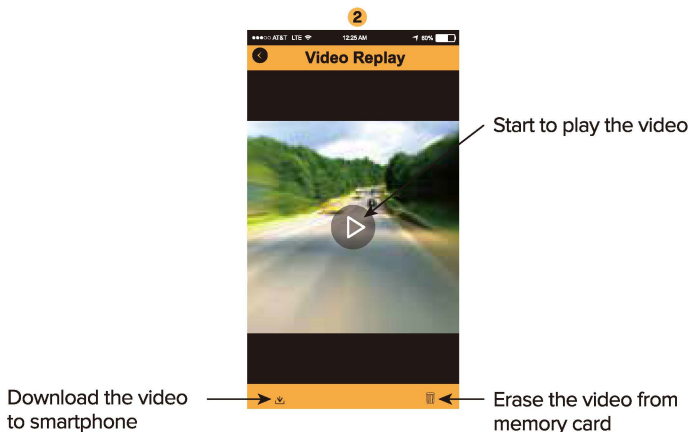 2
AT&T LTE 12:25 AM 60%
Video Replay
Start to play the video
Download the video
to smartphone
Erase the video from
memory card